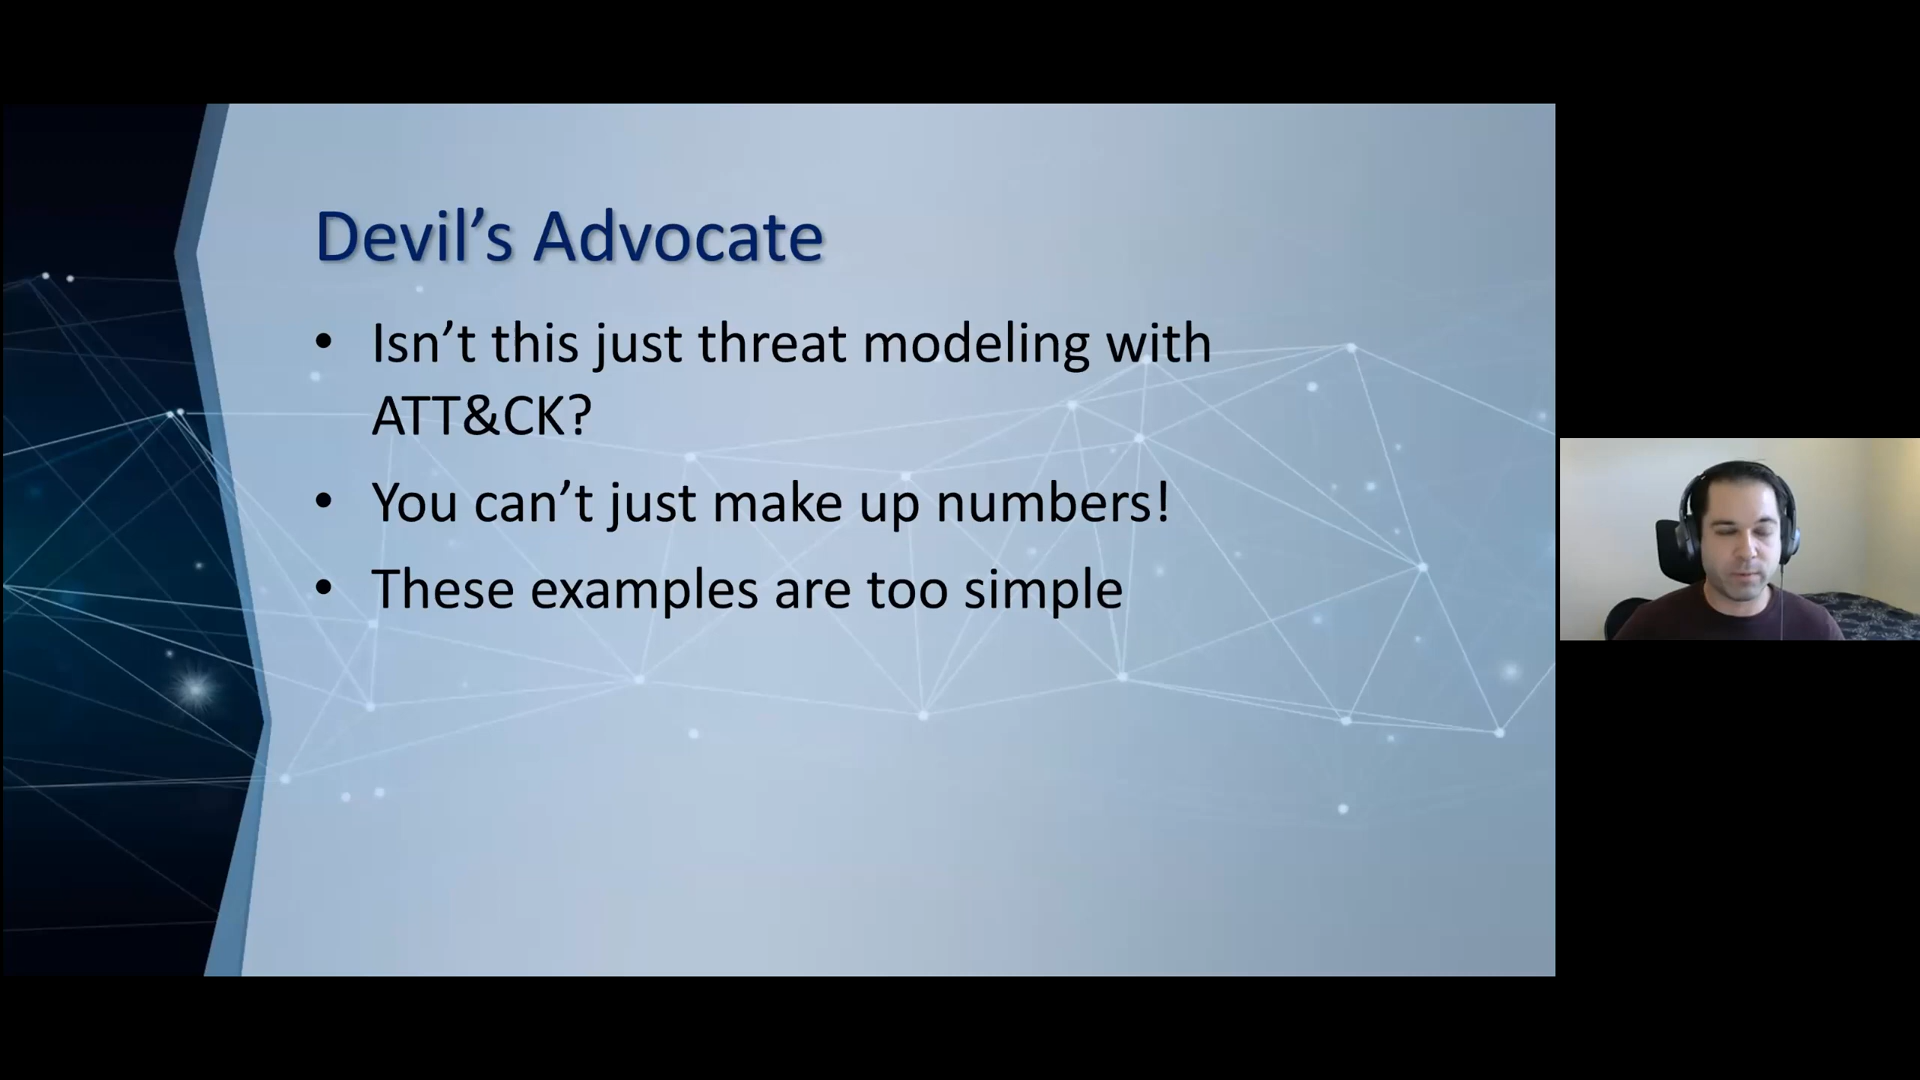 Devil’s Advocate
• Isn’t this just threat modeling with
ATT&CK?
• You can’t just make up numbers!
• These examples are too simple